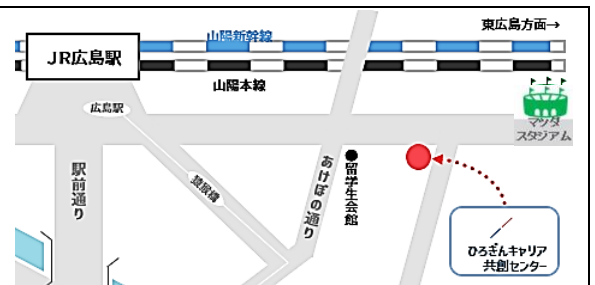 東広島方面→
山陽新幹線
JR広島駅
山陽本線
広島駅
マツダ
スタジアム
駅前通り
猿猴橋
あけぼの通り
●留学生会館
ひろぎんキャリア
共創センター